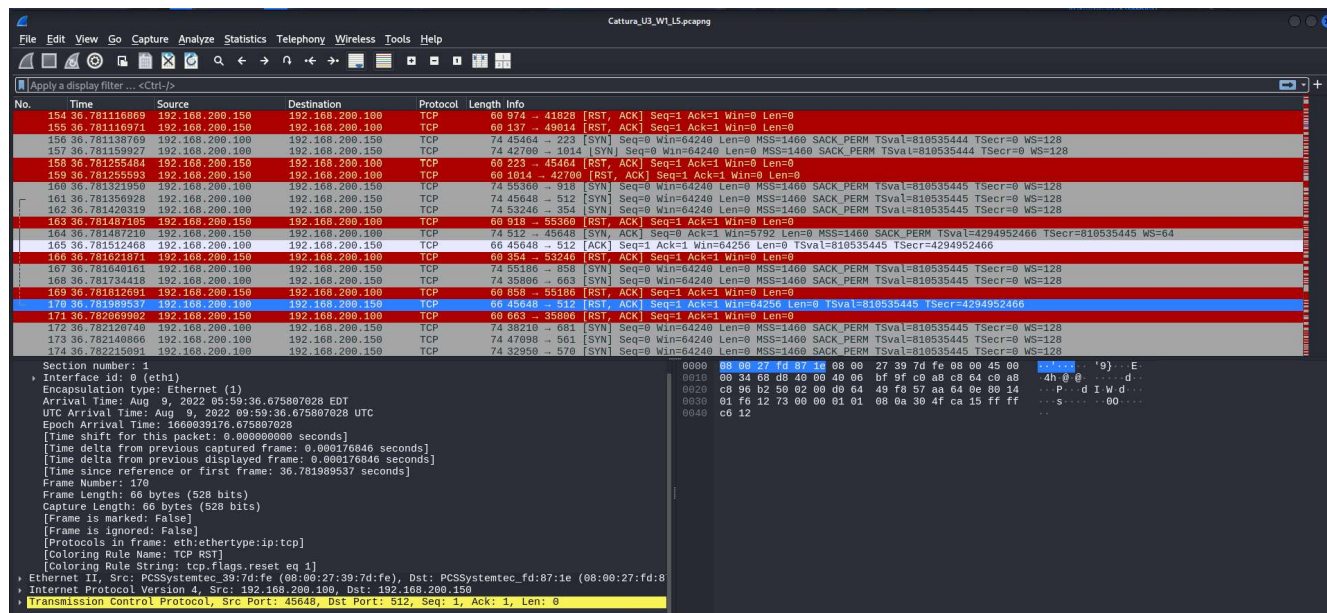 Cattura_U3_W1_L5.pcapng
File Edit View Go Capture Analyze Statistics Telephony Wireless Tools Help
Apply a display filter ... <Ctrl-/>
No. Time Source Destination Protocol Length Info
154 36.781116869 192.168.200.150 192.168.200.100 TCP 60 974 → 41828 [RST, ACK] Seq=1 Ack=1 Win=0 Len=0
155 36.781116971 192.168.200.150 192.168.200.100 TCP 60 137 → 49014 [RST, ACK] Seq=1 Ack=1 Win=0 Len=0
156 36.781138769 192.168.200.100 192.168.200.150 TCP 74 45464 → 223 [SYN] Seq=0 Win=64240 Len=0 MSS=1460 SACK_PERM TSval=810535444 TSecr=0 WS=128
157 36.781159927 192.168.200.100 192.168.200.150 TCP 74 42700 → 1014 [SYN] Seq=0 Win=64240 Len=0 MSS=1460 SACK_PERM TSval=810535444 TSecr=0 WS=128
158 36.781255484 192.168.200.150 192.168.200.100 TCP 60 223 → 45464 [RST, ACK] Seq=1 Ack=1 Win=0 Len=0
159 36.781255593 192.168.200.150 192.168.200.100 TCP 60 1014 → 42700 [RST, ACK] Seq=1 Ack=1 Win=0 Len=0
160 36.781321950 192.168.200.100 192.168.200.150 TCP 74 55360 → 918 [SYN] Seq=0 Win=64240 Len=0 MSS=1460 SACK_PERM TSval=810535445 TSecr=0 WS=128
161 36.781356928 192.168.200.100 192.168.200.150 TCP 74 45648 → 512 [SYN] Seq=0 Win=64240 Len=0 MSS=1460 SACK_PERM TSval=810535445 TSecr=0 WS=128
162 36.781420319 192.168.200.100 192.168.200.150 TCP 74 53246 → 354 [SYN] Seq=0 Win=64240 Len=0 MSS=1460 SACK_PERM TSval=810535445 TSecr=0 WS=128
163 36.781487105 192.168.200.150 192.168.200.100 TCP 60 918 → 55360 [RST, ACK] Seq=1 Ack=1 Win=0 Len=0
164 36.781487210 192.168.200.150 192.168.200.100 TCP 74 512 → 45648 [SYN, ACK] Seq=0 Ack=1 Win=5792 Len=0 MSS=1460 SACK_PERM TSval=4294952466 TSecr=810535445 WS=64
165 36.781512468 192.168.200.100 192.168.200.150 TCP 66 45648 → 512 [ACK] Seq=1 Ack=1 Win=64256 Len=0 TSval=810535445 TSecr=4294952466
166 36.781621871 192.168.200.150 192.168.200.100 TCP 60 354 → 53246 [RST, ACK] Seq=1 Ack=1 Win=0 Len=0
167 36.781640161 192.168.200.100 192.168.200.150 TCP 74 55186 → 858 [SYN] Seq=0 Win=64240 Len=0 MSS=1460 SACK_PERM TSval=810535445 TSecr=0 WS=128
168 36.781734418 192.168.200.100 192.168.200.150 TCP 74 35806 → 663 [SYN] Seq=0 Win=64240 Len=0 MSS=1460 SACK_PERM TSval=810535445 TSecr=0 WS=128
169 36.781812691 192.168.200.150 192.168.200.100 TCP 60 858 → 55186 [RST, ACK] Seq=1 Ack=1 Win=0 Len=0
170 36.781989537 192.168.200.100 192.168.200.150 TCP 66 45648 → 512 [RST, ACK] Seq=1 Ack=1 Win=64256 Len=0 TSval=810535445 TSecr=4294952466
171 36.782069902 192.168.200.150 192.168.200.100 TCP 60 663 → 35806 [RST, ACK] Seq=1 Ack=1 Win=0 Len=0
172 36.782120740 192.168.200.100 192.168.200.150 TCP 74 38210 → 681 [SYN] Seq=0 Win=64240 Len=0 MSS=1460 SACK_PERM TSval=810535445 TSecr=0 WS=128
173 36.782140866 192.168.200.100 192.168.200.150 TCP 74 47098 → 561 [SYN] Seq=0 Win=64240 Len=0 MSS=1460 SACK_PERM TSval=810535445 TSecr=0 WS=128
174 36.782215091 192.168.200.100 192.168.200.150 TCP 74 32950 → 570 [SYN] Seq=0 Win=64240 Len=0 MSS=1460 SACK_PERM TSval=810535445 TSecr=0 WS=128
Section number: 1
Interface id: 0 (eth1)
Encapsulation type: Ethernet (1)
Arrival Time: Aug 9, 2022 05:59:36.675807028 EDT
UTC Arrival Time: Aug 9, 2022 09:59:36.675807028 UTC
Epoch Arrival Time: 1660039176.675807028
[Time shift for this packet: 0.000000000 seconds]
[Time delta from previous captured frame: 0.000176846 seconds]
[Time delta from previous displayed frame: 0.000176846 seconds]
[Time since reference or first frame: 36.781989537 seconds]
Frame Number: 170
Frame Length: 66 bytes (528 bits)
Capture Length: 66 bytes (528 bits)
[Frame is marked: False]
[Frame is ignored: False]
[Protocols in frame: eth:ethertype:ip:tcp]
[Coloring Rule Name: TCP RST]
[Coloring Rule String: tcp.flags.reset eq 1]
Ethernet II, Src: PCSSystemtec_39:7d:fe (08:00:27:39:7d:fe), Dst: PCSSystemtec_fd:87:1e (08:00:27:fd:8
Internet Protocol Version 4, Src: 192.168.200.100, Dst: 192.168.200.150
Transmission Control Protocol, Src Port: 45648, Dst Port: 512, Seq: 1, Ack: 1, Len: 0
0000 08 00 27 fd 87 1e 08 00 27 39 7d fe 08 00 45 00 ··'····· '9}···E·
0010 00 34 68 d8 40 00 40 06 bf 9f c0 a8 c8 64 c0 a8 ·4h·@·@· ·····d··
0020 c8 96 b2 50 02 00 d0 64 49 f8 57 aa 64 0e 80 14 ···P···d I·W·d···
0030 01 f6 12 73 00 00 01 01 08 0a 30 4f ca 15 ff ff ···s···· ··0O····
0040 c6 12 ··